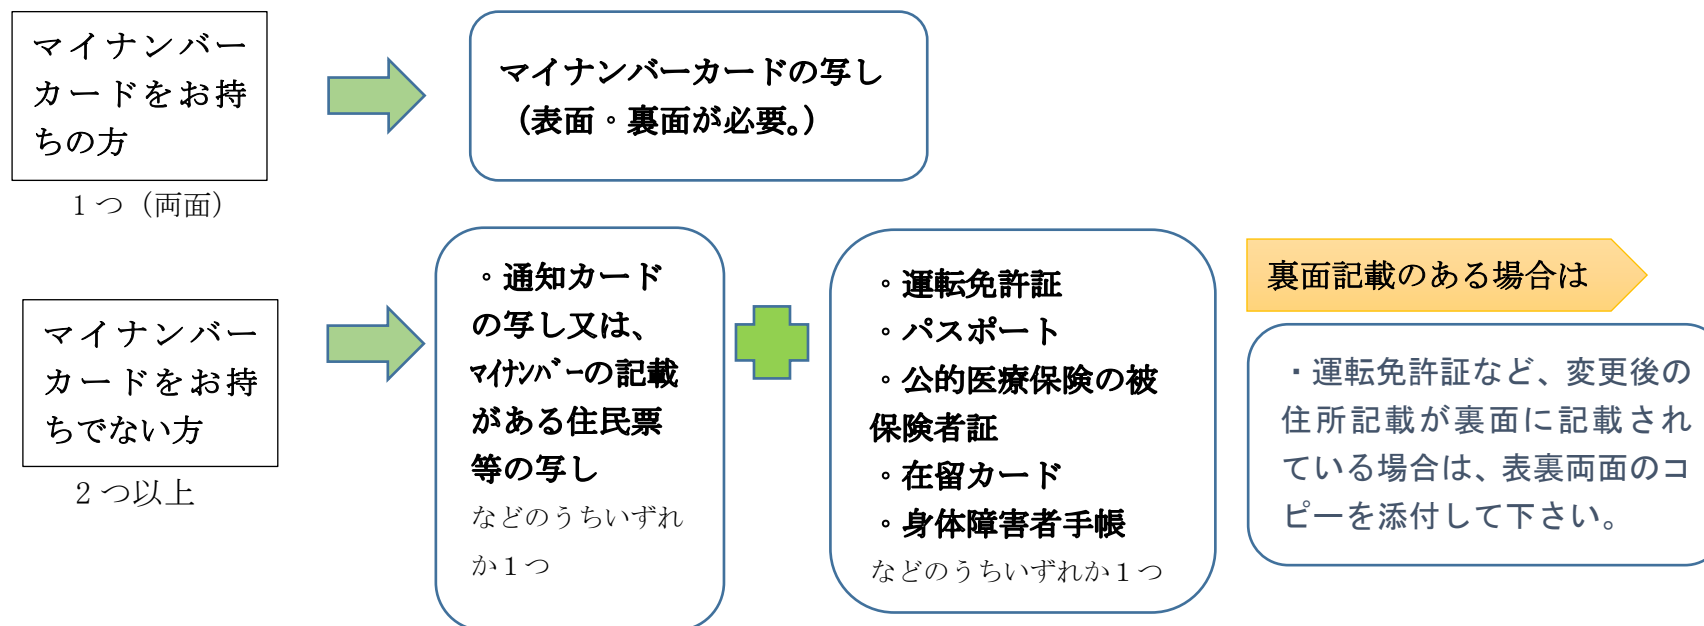 マイナンバー
カードをお持
ちの方
１つ（両面）
マイナンバーカードの写し
（表面・裏面が必要。）
マイナンバー
カードをお持
ちでない方
２つ以上
・通知カード
の写し又は、
ﾏｲﾅﾝﾊﾞｰの記載
がある住民票
等の写し
などのうちいずれ
か１つ
・運転免許証
・パスポート
・公的医療保険の被
保険者証
・在留カード
・身体障害者手帳
などのうちいずれか１つ
裏面記載のある場合は
・運転免許証など、変更後の
住所記載が裏面に記載され
ている場合は、表裏両面のコ
ピーを添付して下さい。